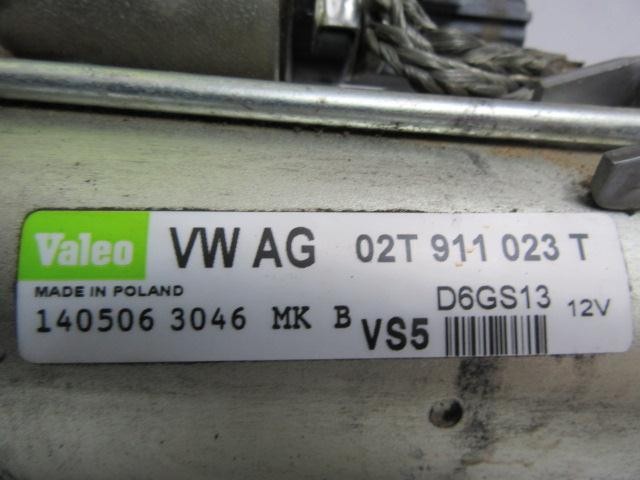 Valeo VW AG 02T 911 023 T
MADE IN POLAND D6GS13 12V
140506 3046 MK B VS5